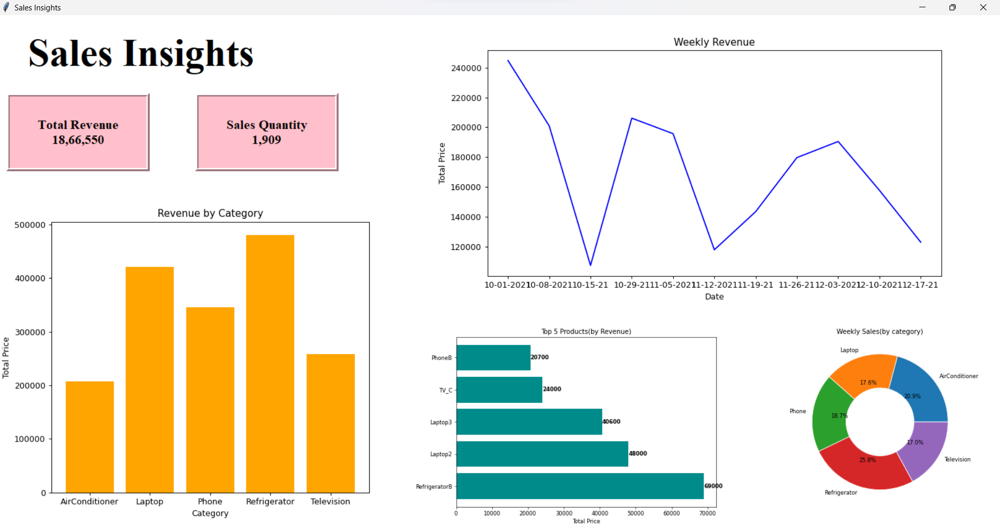 Sales Insights
Sales Insights
Total Revenue
18,66,550
Sales Quantity
1,909
Revenue by Category
500000
400000
300000
200000
100000
0
Total Price
AirConditioner Laptop Phone Refrigerator Television
Category
Weekly Revenue
240000
220000
200000
180000
160000
140000
120000
Total Price
10-01-2021 10-08-2021 10-15-21 10-29-21 11-05-2021 11-12-2021 11-19-21 11-26-21 12-03-2021 12-10-2021 12-17-21
Date
Top 5 Products(by Revenue)
PhoneB 20700
TV_C 24000
Laptop3 40600
Laptop2 48000
RefrigeratorB 69000
0 10000 20000 30000 40000 50000 60000 70000
Total Price
Weekly Sales(by category)
Laptop
17.6%
AirConditioner
20.9%
Phone
18.7%
Television
17.0%
Refrigerator
25.8%